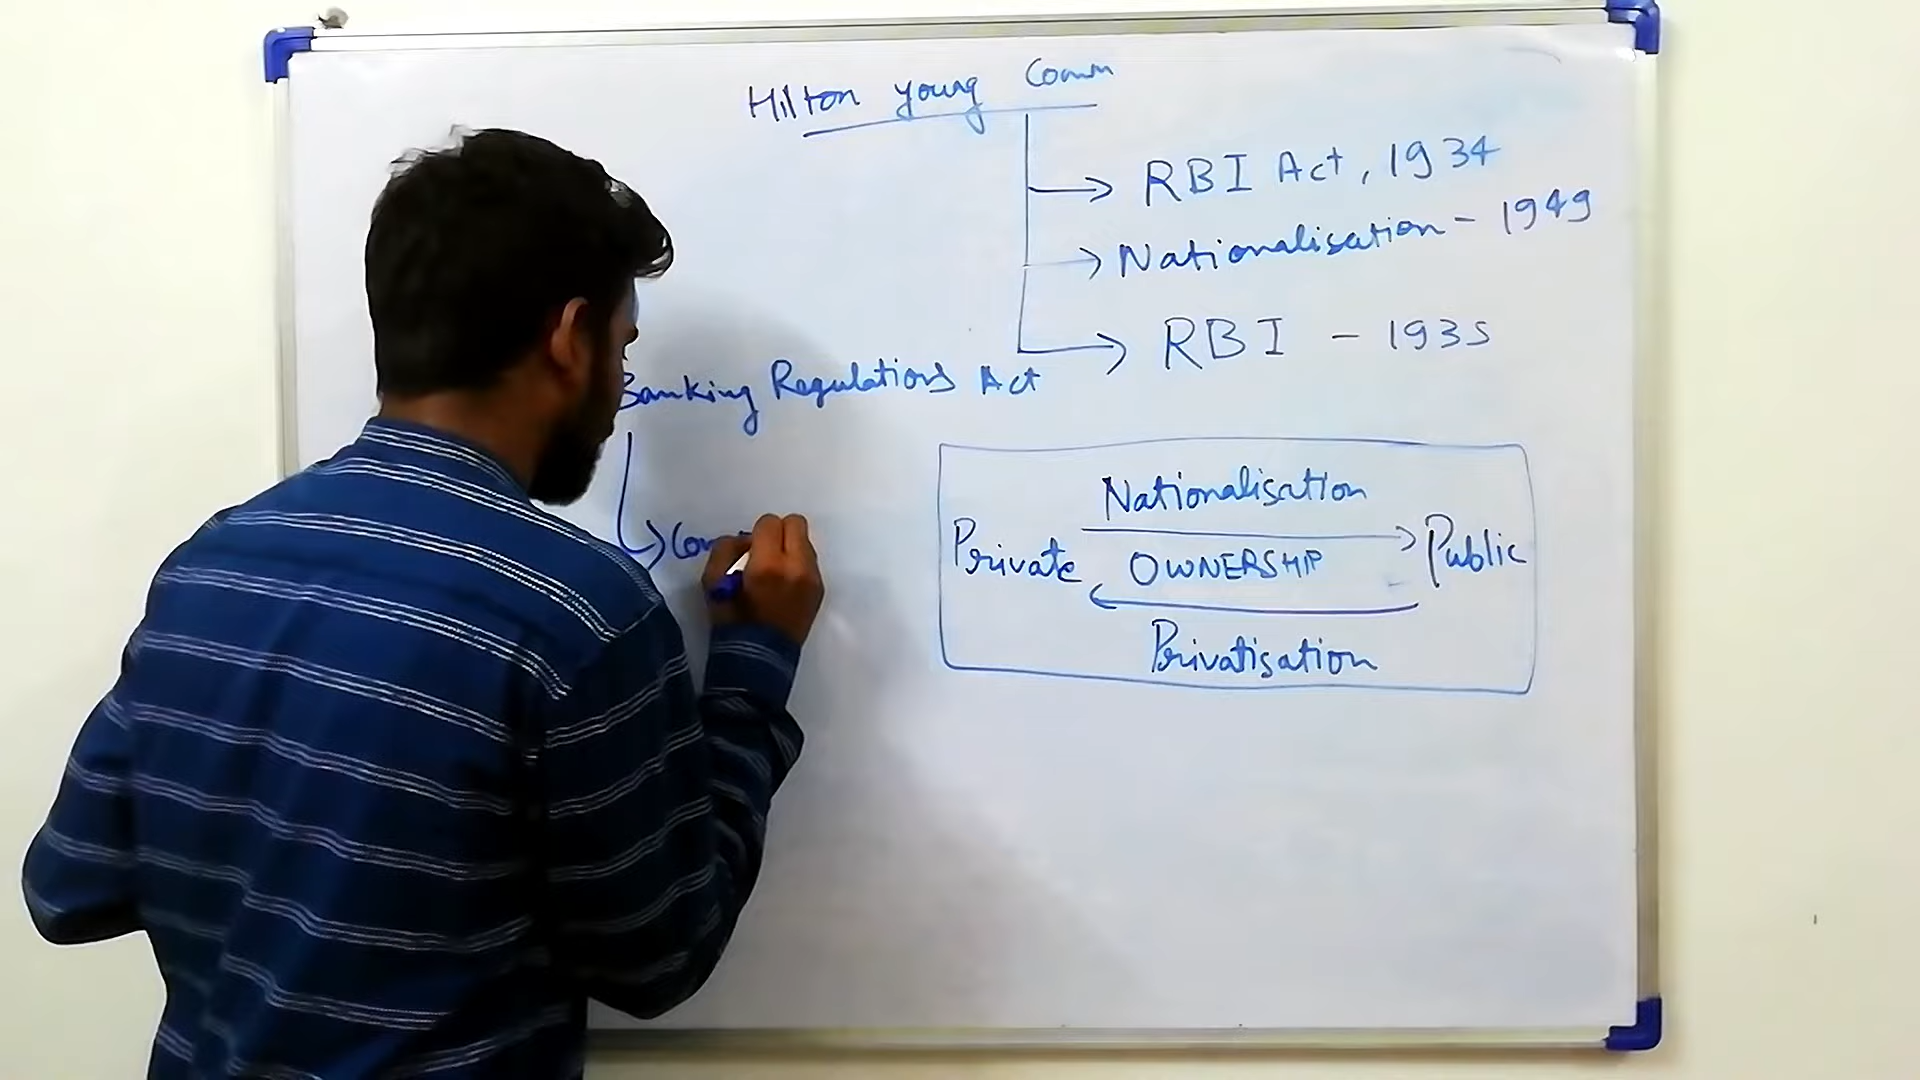 Hilton young Comm
RBI Act, 1934
Nationalisation - 1949
RBI - 1935
Banking Regulations Act
Nationalisation
Private OWNERSHIP Public
Privatisation